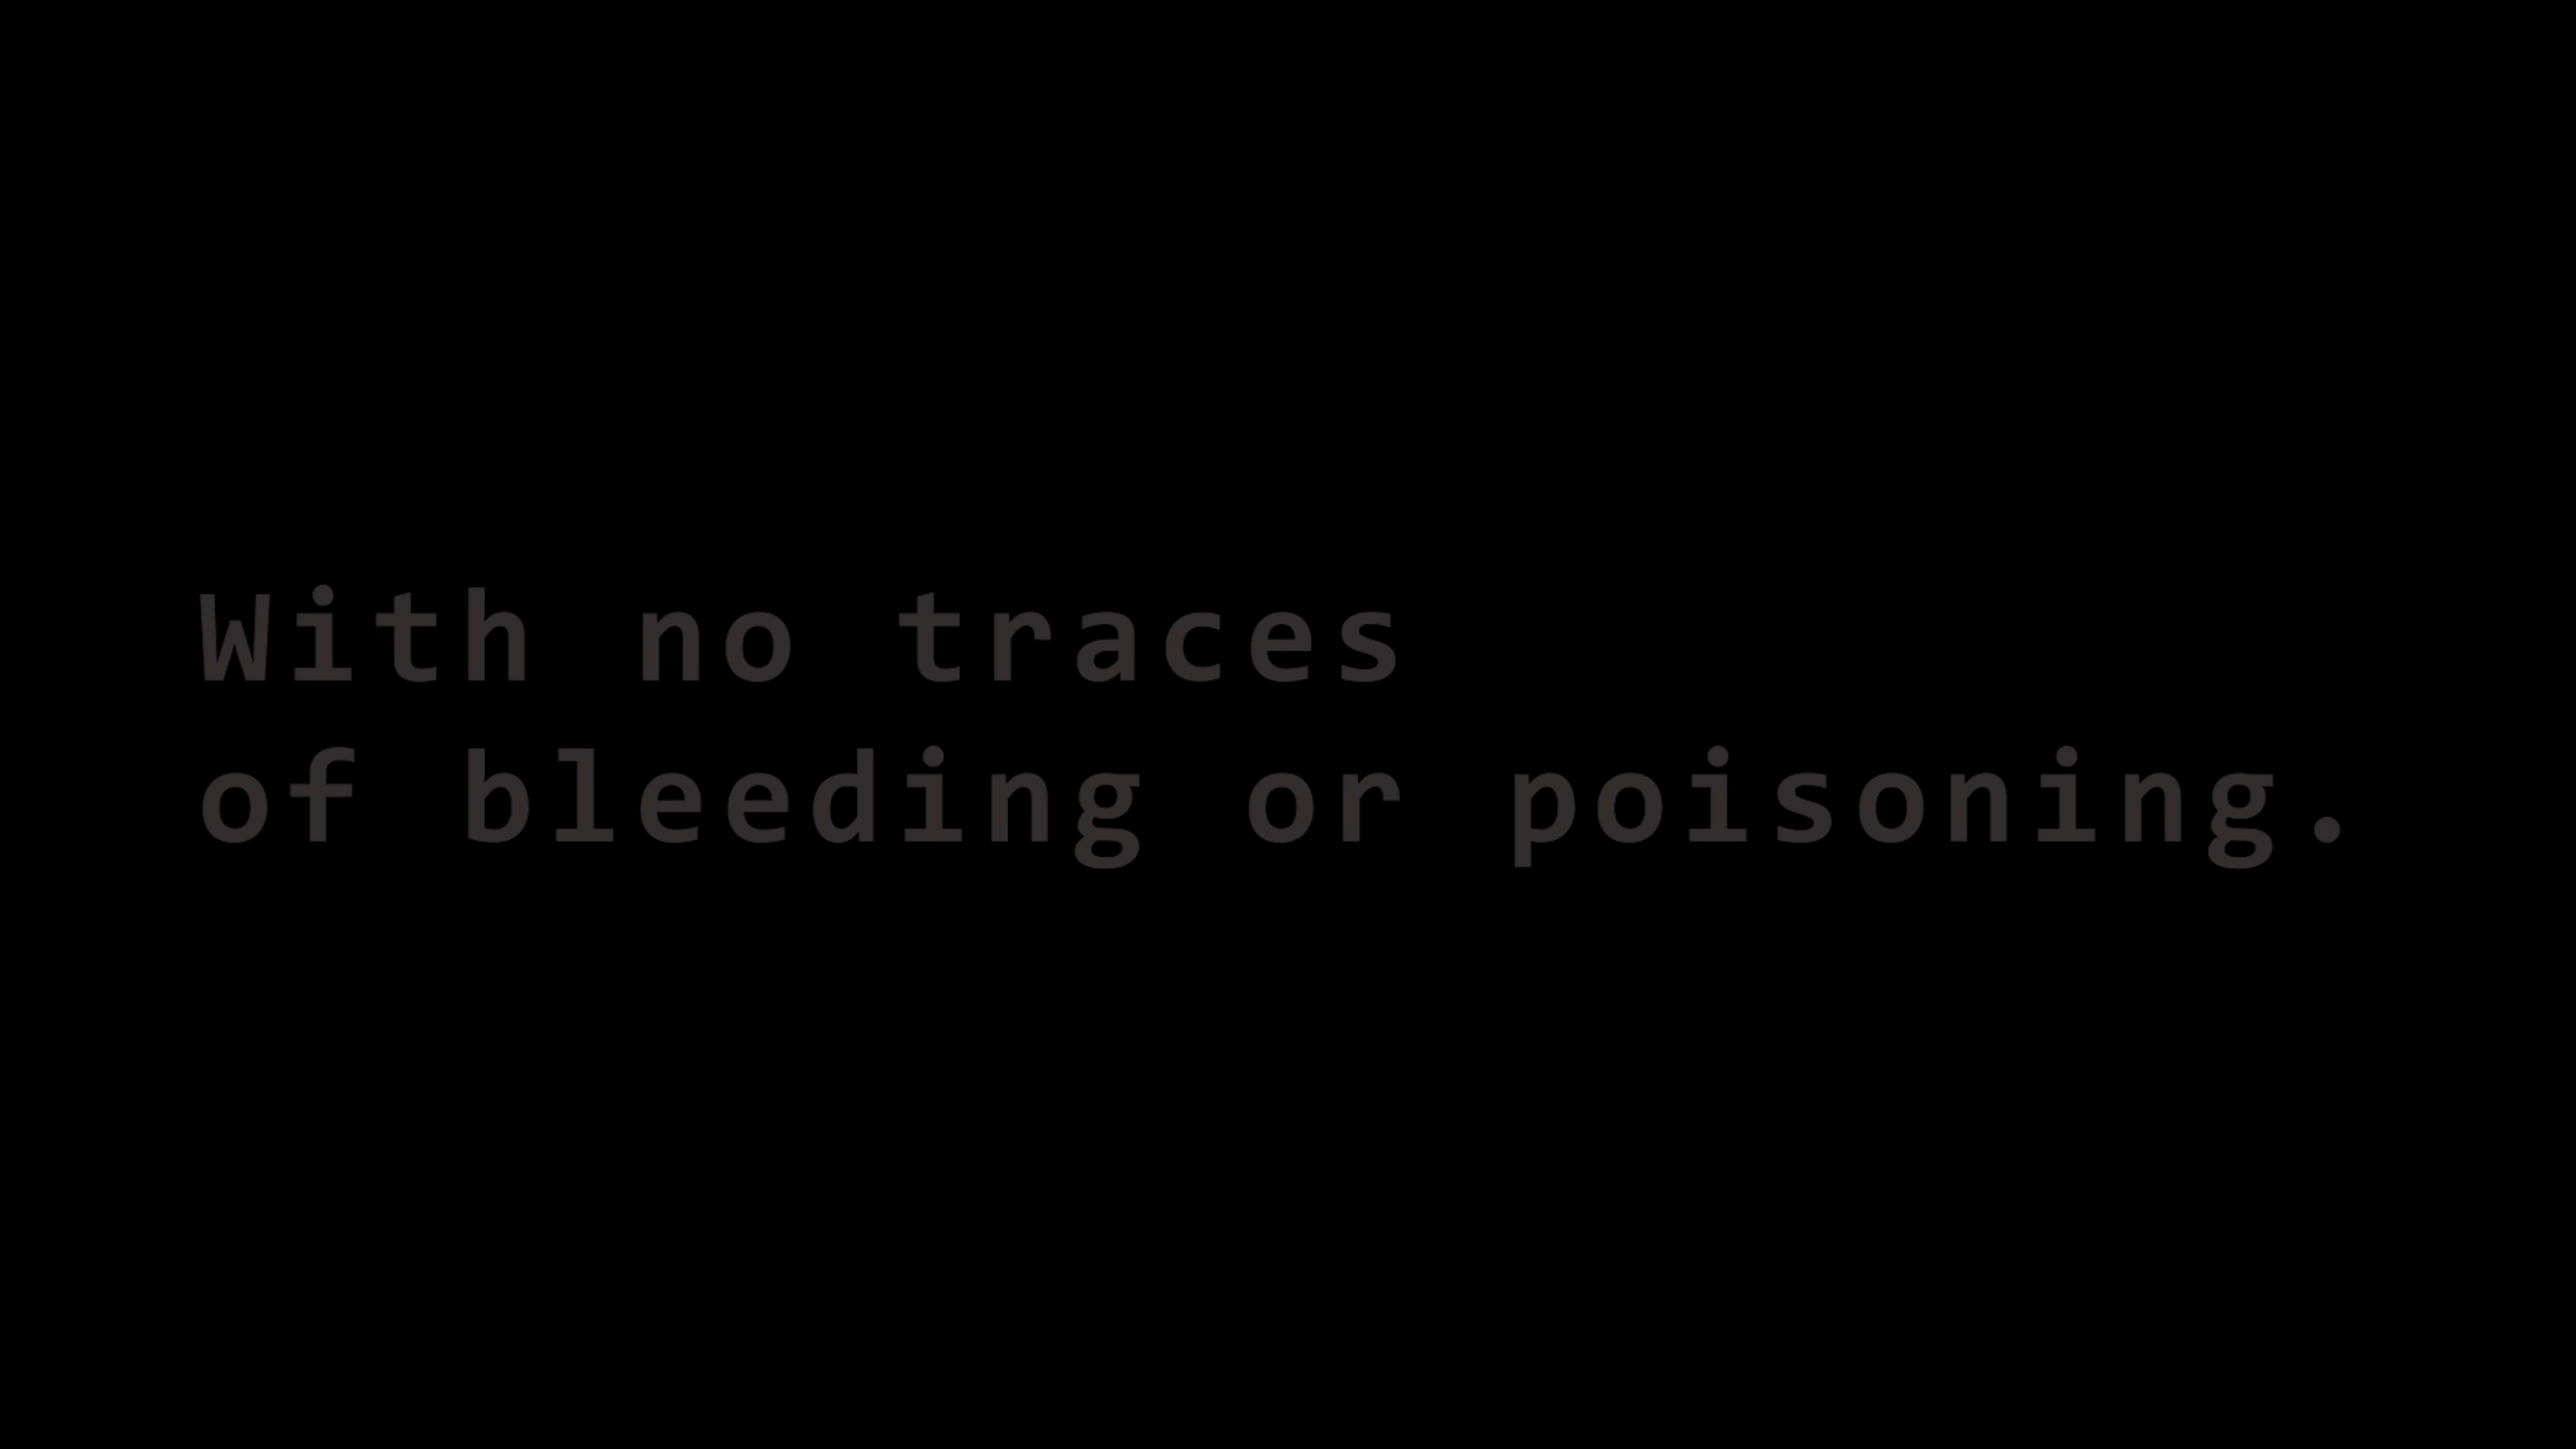 With no traces
of bleeding or poisoning.